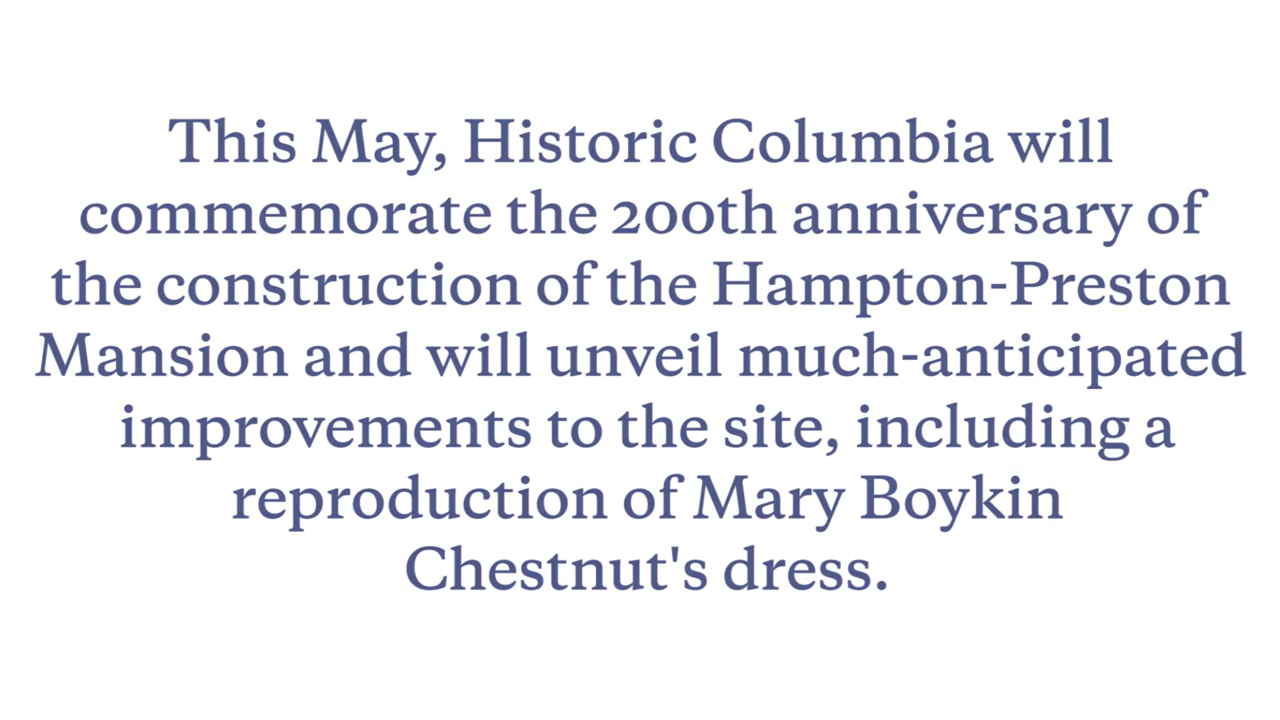 This May, Historic Columbia will
commemorate the 200th anniversary of
the construction of the Hampton-Preston
Mansion and will unveil much-anticipated
improvements to the site, including a
reproduction of Mary Boykin
Chestnut's dress.